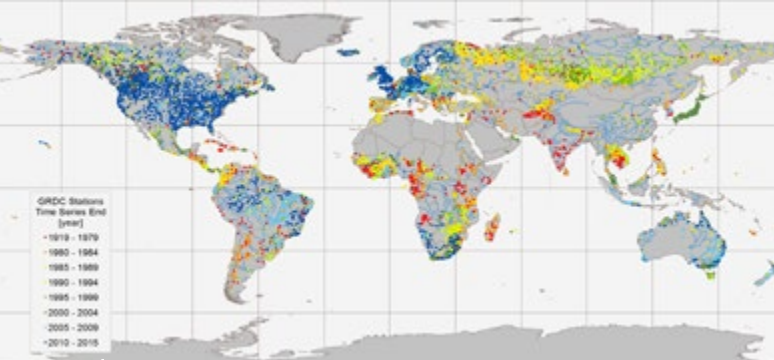 GRDC Stations
Time Series End
[year]
1919 - 1979
1980 - 1984
1985 - 1989
1990 - 1994
1995 - 1999
2000 - 2004
2005 - 2009
2010 - 2015